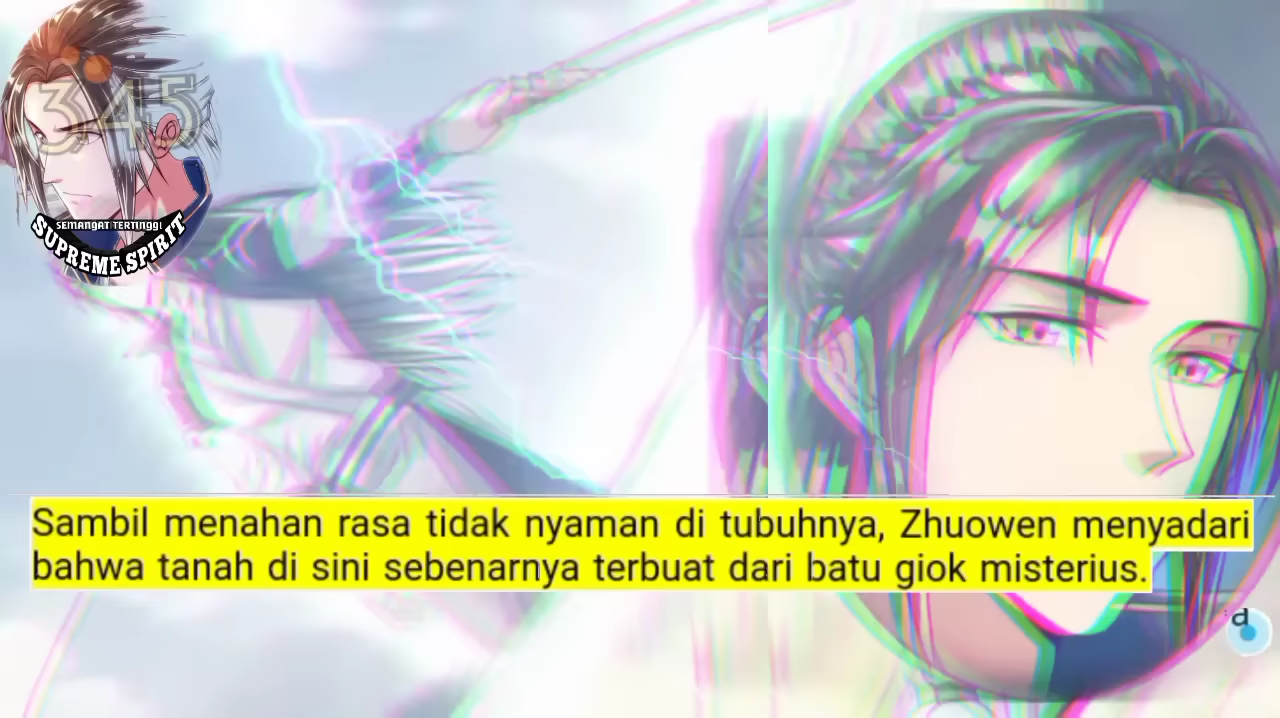 345
SEMANGAT TERTINGGI
SUPREME SPIRIT
Sambil menahan rasa tidak nyaman di tubuhnya, Zhuowen menyadari
bahwa tanah di sini sebenarnya terbuat dari batu giok misterius.
d